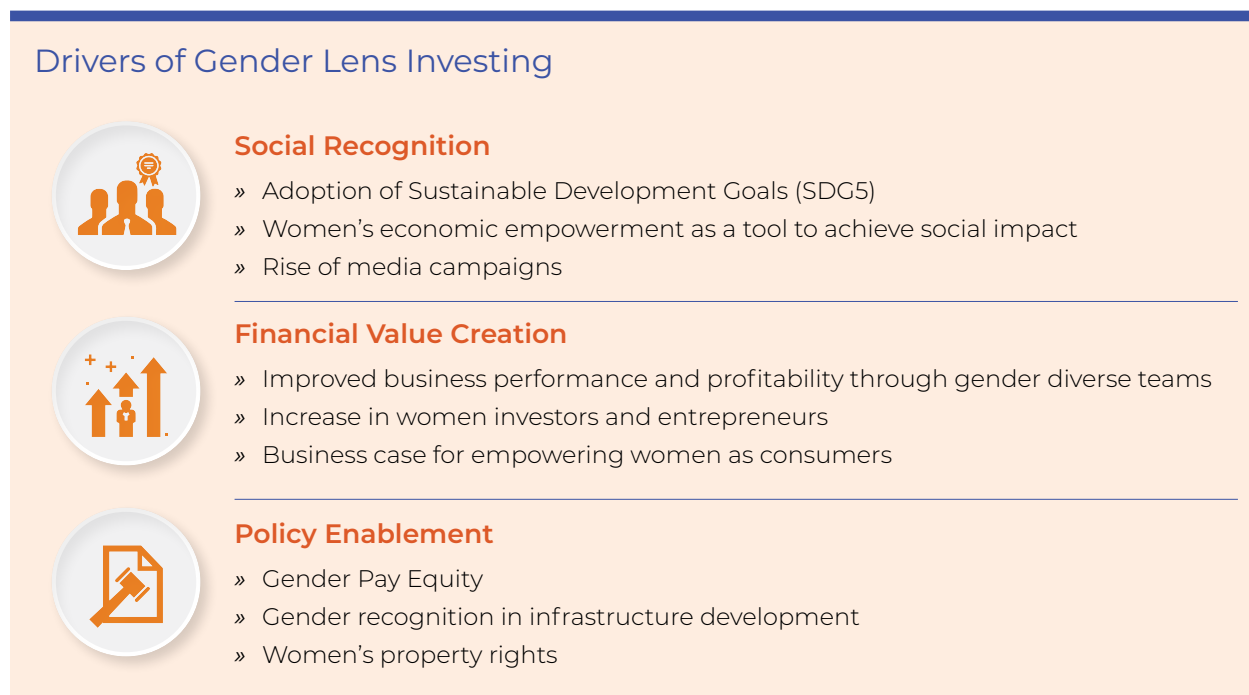 Drivers of Gender Lens Investing
Social Recognition
» Adoption of Sustainable Development Goals (SDG5)
» Women’s economic empowerment as a tool to achieve social impact
» Rise of media campaigns
Financial Value Creation
» Improved business performance and profitability through gender diverse teams
» Increase in women investors and entrepreneurs
» Business case for empowering women as consumers
Policy Enablement
» Gender Pay Equity
» Gender recognition in infrastructure development
» Women’s property rights